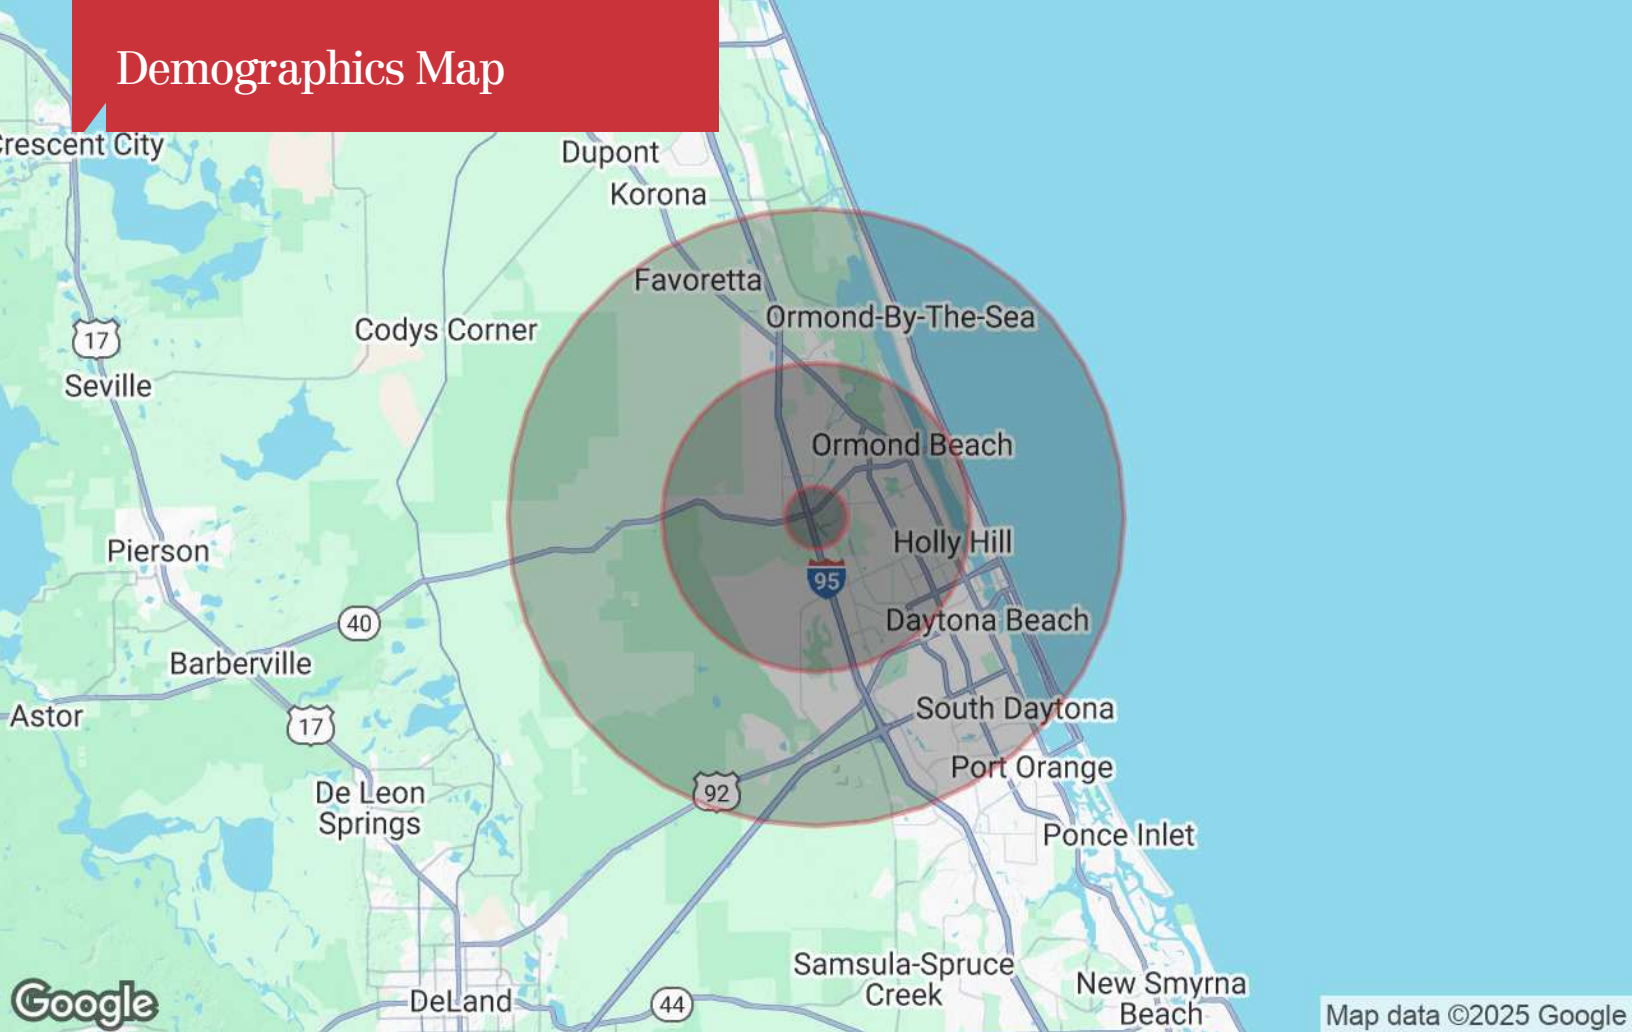 Demographics Map
Crescent City
Dupont
Korona
Favoretta
Ormond-By-The-Sea
Codys Corner
17
Seville
Ormond Beach
Pierson
Holly Hill
95
40
Daytona Beach
Barberville
Astor
17
South Daytona
Port Orange
92
De Leon
Springs
Ponce Inlet
Samsula-Spruce
Creek
New Smyrna
Beach
DeLand
44
Google
Map data ©2025 Google